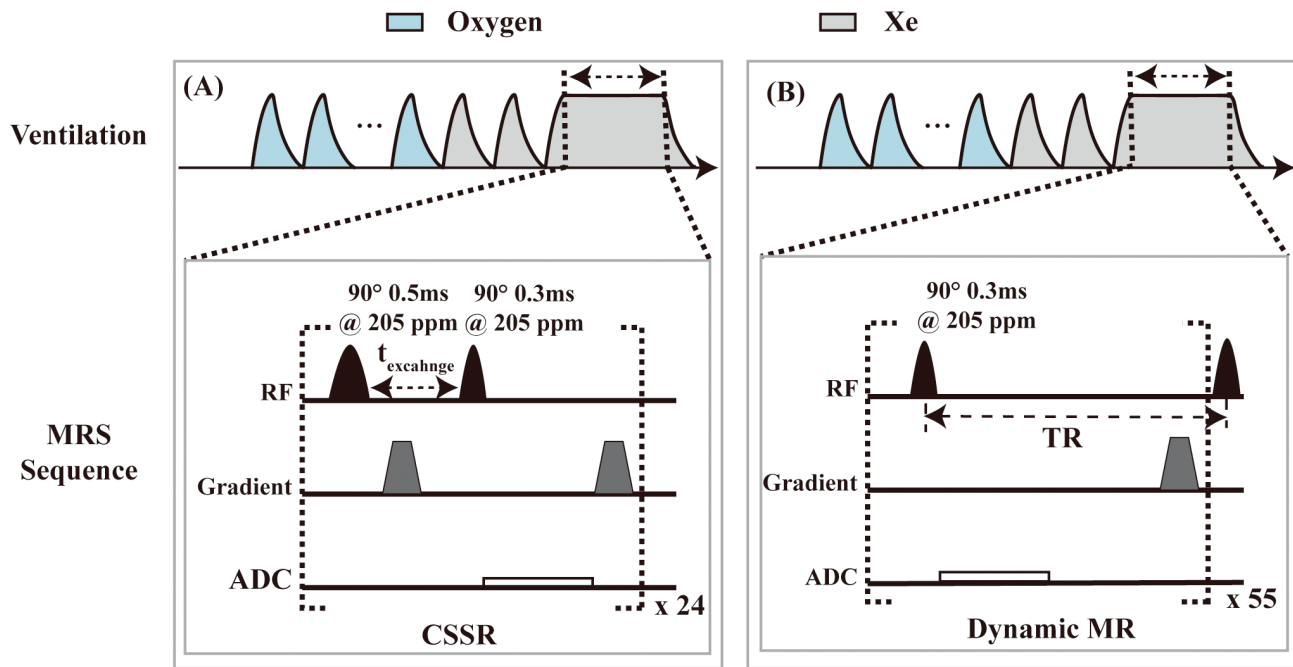 Oxygen
Xe
Ventilation
(A)
...
(B)
...
90° 0.5ms
@ 205 ppm
90° 0.3ms
@ 205 ppm
t excahnge
RF
MRS
Sequence
Gradient
ADC
x 24
CSSR
90° 0.3ms
@ 205 ppm
RF
TR
Gradient
ADC
x 55
Dynamic MR